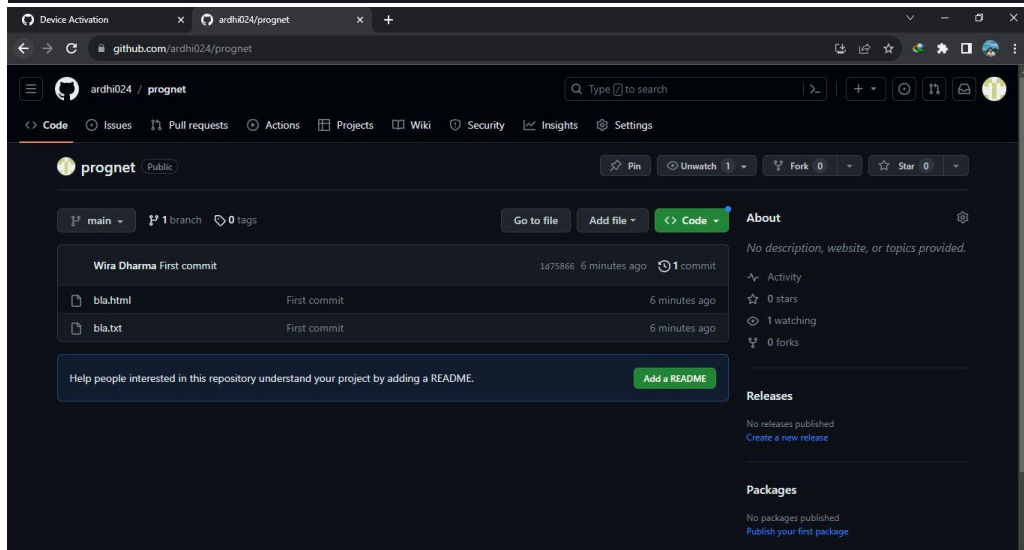 Device Activation
ardhi024/prognet
github.com/ardhi024/prognet
ardhi024 / prognet
Type / to search
Code Issues Pull requests Actions Projects Wiki Security Insights Settings
prognet Public
Pin Unwatch 1 Fork 0 Star 0
main 1 branch 0 tags
Go to file Add file <> Code
Wira Dharma First commit 1d75866 6 minutes ago 1 commit
bla.html First commit 6 minutes ago
bla.txt First commit 6 minutes ago
Help people interested in this repository understand your project by adding a README. Add a README
About
No description, website, or topics provided.
Activity
0 stars
1 watching
0 forks
Releases
No releases published
Create a new release
Packages
No packages published
Publish your first package